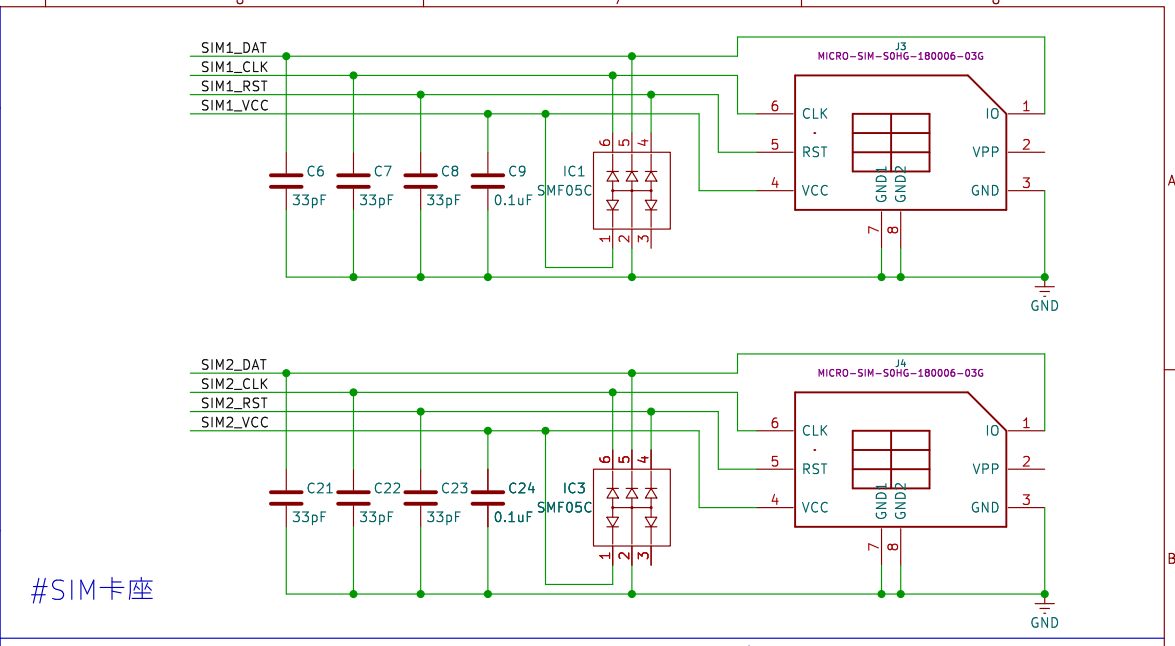 SIM1_DAT
SIM1_CLK
SIM1_RST
SIM1_VCC
J3
MICRO-SIM-SOHG-180006-03G
6 CLK IO 1
5 RST VPP 2
4 VCC GND 3
GND1 GND2
7 8
C6 33pF
C7 33pF
C8 33pF
C9 0.1uF
IC1
SMF05C
6 5 4
1 2 3
GND
A
SIM2_DAT
SIM2_CLK
SIM2_RST
SIM2_VCC
J4
MICRO-SIM-SOHG-180006-03G
6 CLK IO 1
5 RST VPP 2
4 VCC GND 3
GND1 GND2
7 8
C21 33pF
C22 33pF
C23 33pF
C24 0.1uF
IC3
SMF05C
6 5 4
1 2 3
GND
B
#SIM卡座